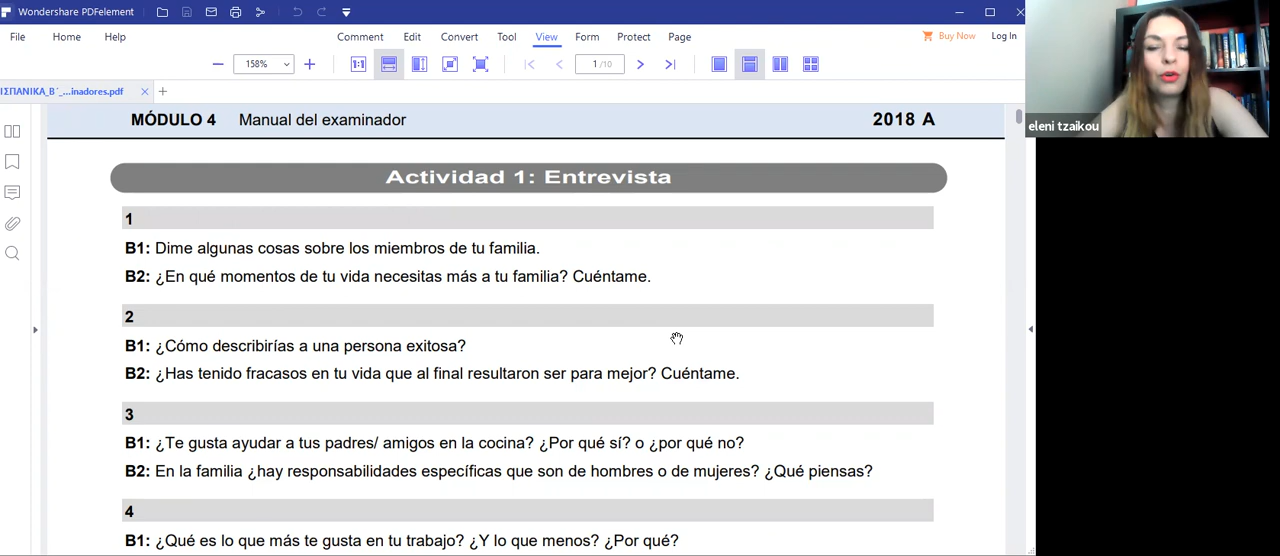 Wondershare PDFelement
File Home Help Comment Edit Convert Tool View Form Protect Page Buy Now Log In
158% 1:1 1 /10
ΙΣΠΑΝΙΚΑ_Β΄_...inadores.pdf
eleni tzaikou
MÓDULO 4 Manual del examinador 2018 A
Actividad 1: Entrevista
1
B1: Dime algunas cosas sobre los miembros de tu familia.
B2: ¿En qué momentos de tu vida necesitas más a tu familia? Cuéntame.
2
B1: ¿Cómo describirías a una persona exitosa?
B2: ¿Has tenido fracasos en tu vida que al final resultaron ser para mejor? Cuéntame.
3
B1: ¿Te gusta ayudar a tus padres/ amigos en la cocina? ¿Por qué sí? o ¿por qué no?
B2: En la familia ¿hay responsabilidades específicas que son de hombres o de mujeres? ¿Qué piensas?
4
B1: ¿Qué es lo que más te gusta en tu trabajo? ¿Y lo que menos? ¿Por qué?